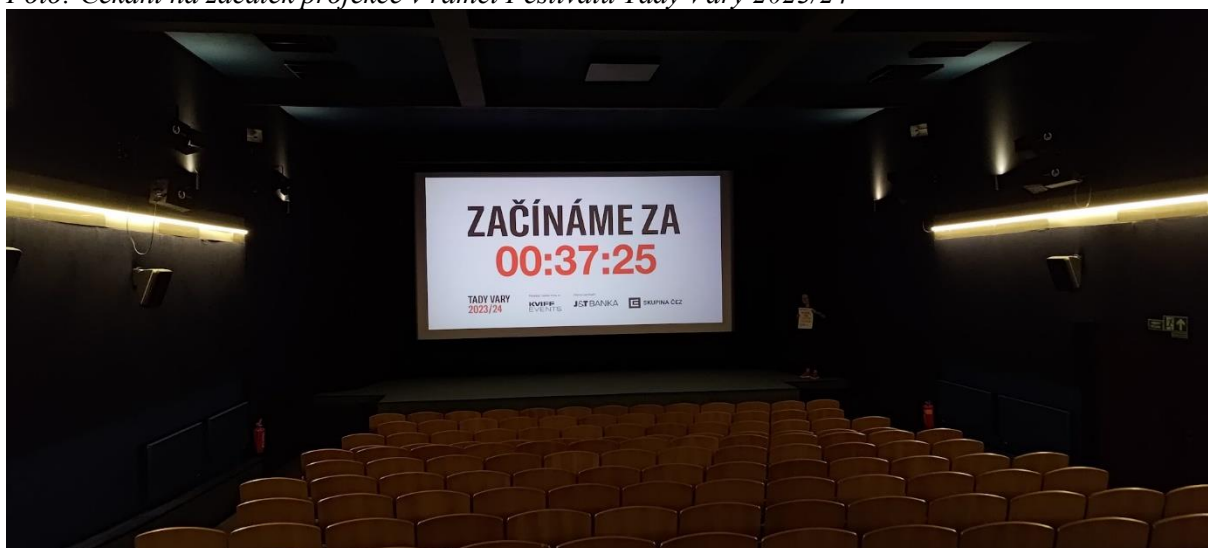 Foto: Čekání na začátek projekce v rámci Festivalu Tady Vary 2023/24
ZAČÍNÁME ZA
00:37:25
TADY VARY
2023/24
KVIFF
EVENTS
J&T BANKA
SKUPINA ČEZ